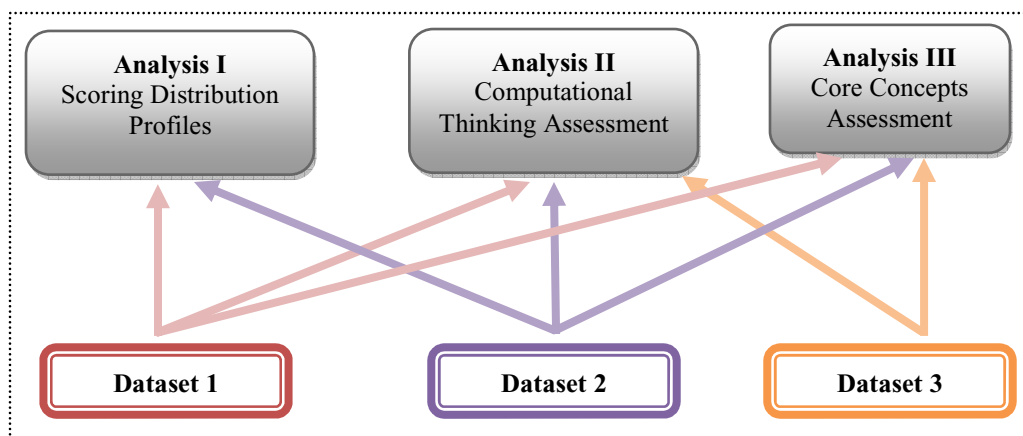 Analysis I
Scoring Distribution
Profiles
Analysis II
Computational
Thinking Assessment
Analysis III
Core Concepts
Assessment
Dataset 1
Dataset 2
Dataset 3